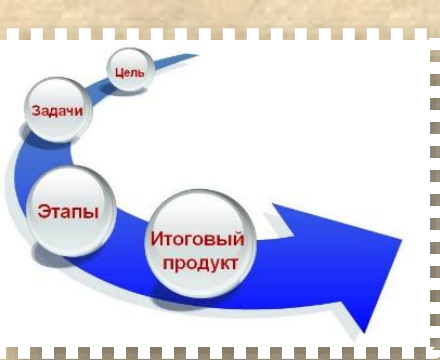 Цель
Задачи
Этапы
Итоговый
продукт